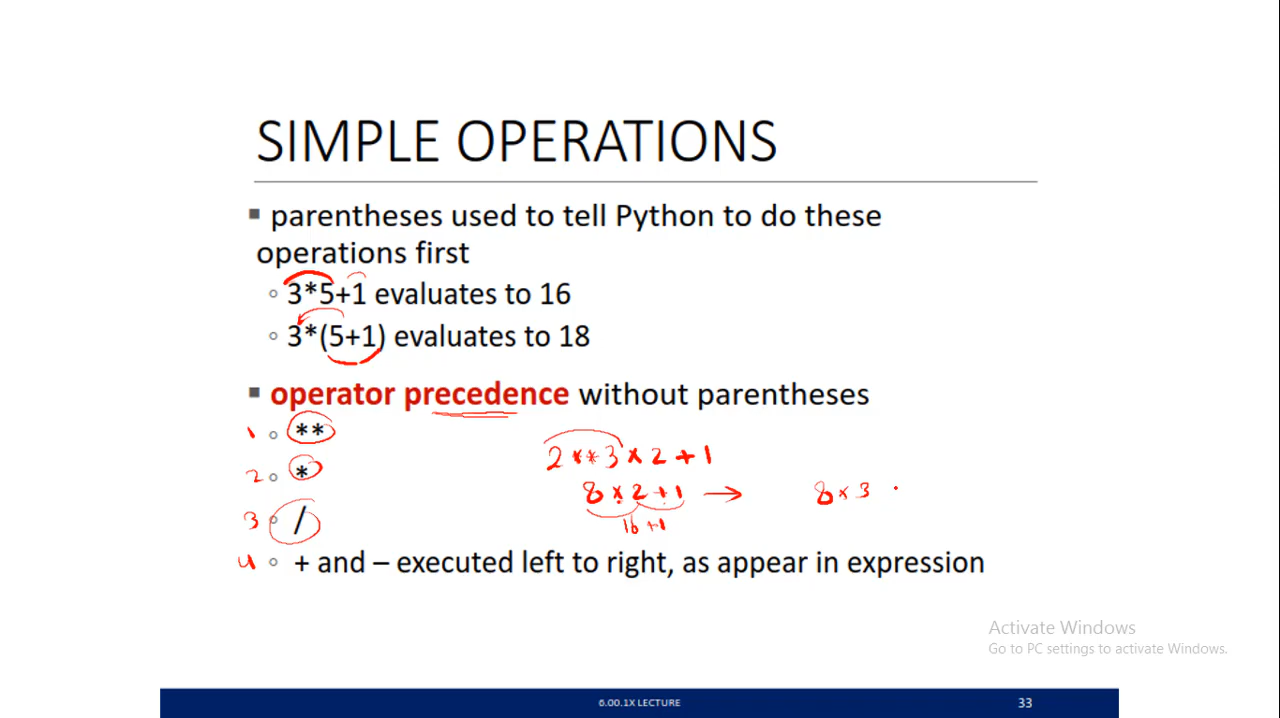 SIMPLE OPERATIONS
▪ parentheses used to tell Python to do these
operations first
◦ 3*5+1 evaluates to 16
◦ 3*(5+1) evaluates to 18
▪ operator precedence without parentheses
1 ◦ **
2 ** 3 × 2 + 1
2 ◦ *
8 × 2 + 1 → 8 × 3
16 + 1
3 ◦ /
4 ◦ + and – executed left to right, as appear in expression
Activate Windows
Go to PC settings to activate Windows.
6.00.1X LECTURE
33